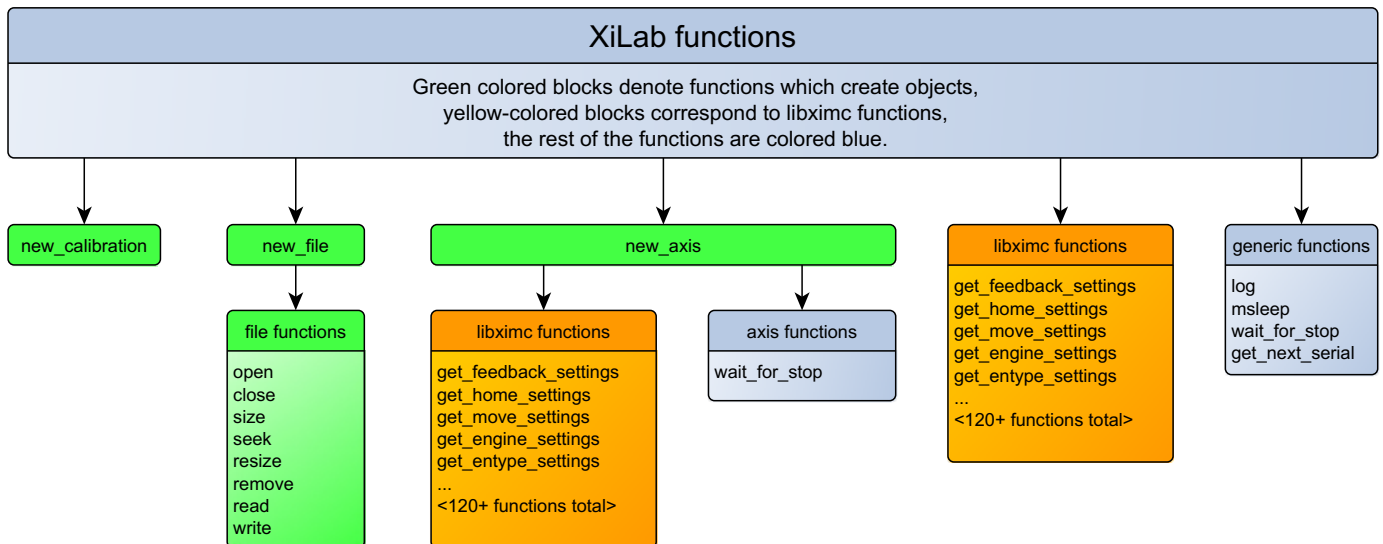 XiLab functions
Green colored blocks denote functions which create objects,
yellow-colored blocks correspond to libximc functions,
the rest of the functions are colored blue.
new_calibration
new_file
new_axis
libximc functions
get_feedback_settings
get_home_settings
get_move_settings
get_engine_settings
get_entype_settings
...
<120+ functions total>
generic functions
log
msleep
wait_for_stop
get_next_serial
file functions
open
close
size
seek
resize
remove
read
write
libximc functions
get_feedback_settings
get_home_settings
get_move_settings
get_engine_settings
get_entype_settings
...
<120+ functions total>
axis functions
wait_for_stop